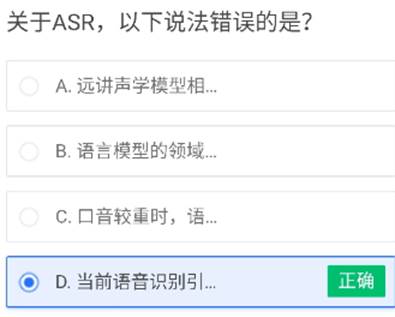 关于ASR，以下说法错误的是？
A. 远讲声学模型相...
B. 语言模型的领域...
C. 口音较重时，语...
D. 当前语音识别引... 正确